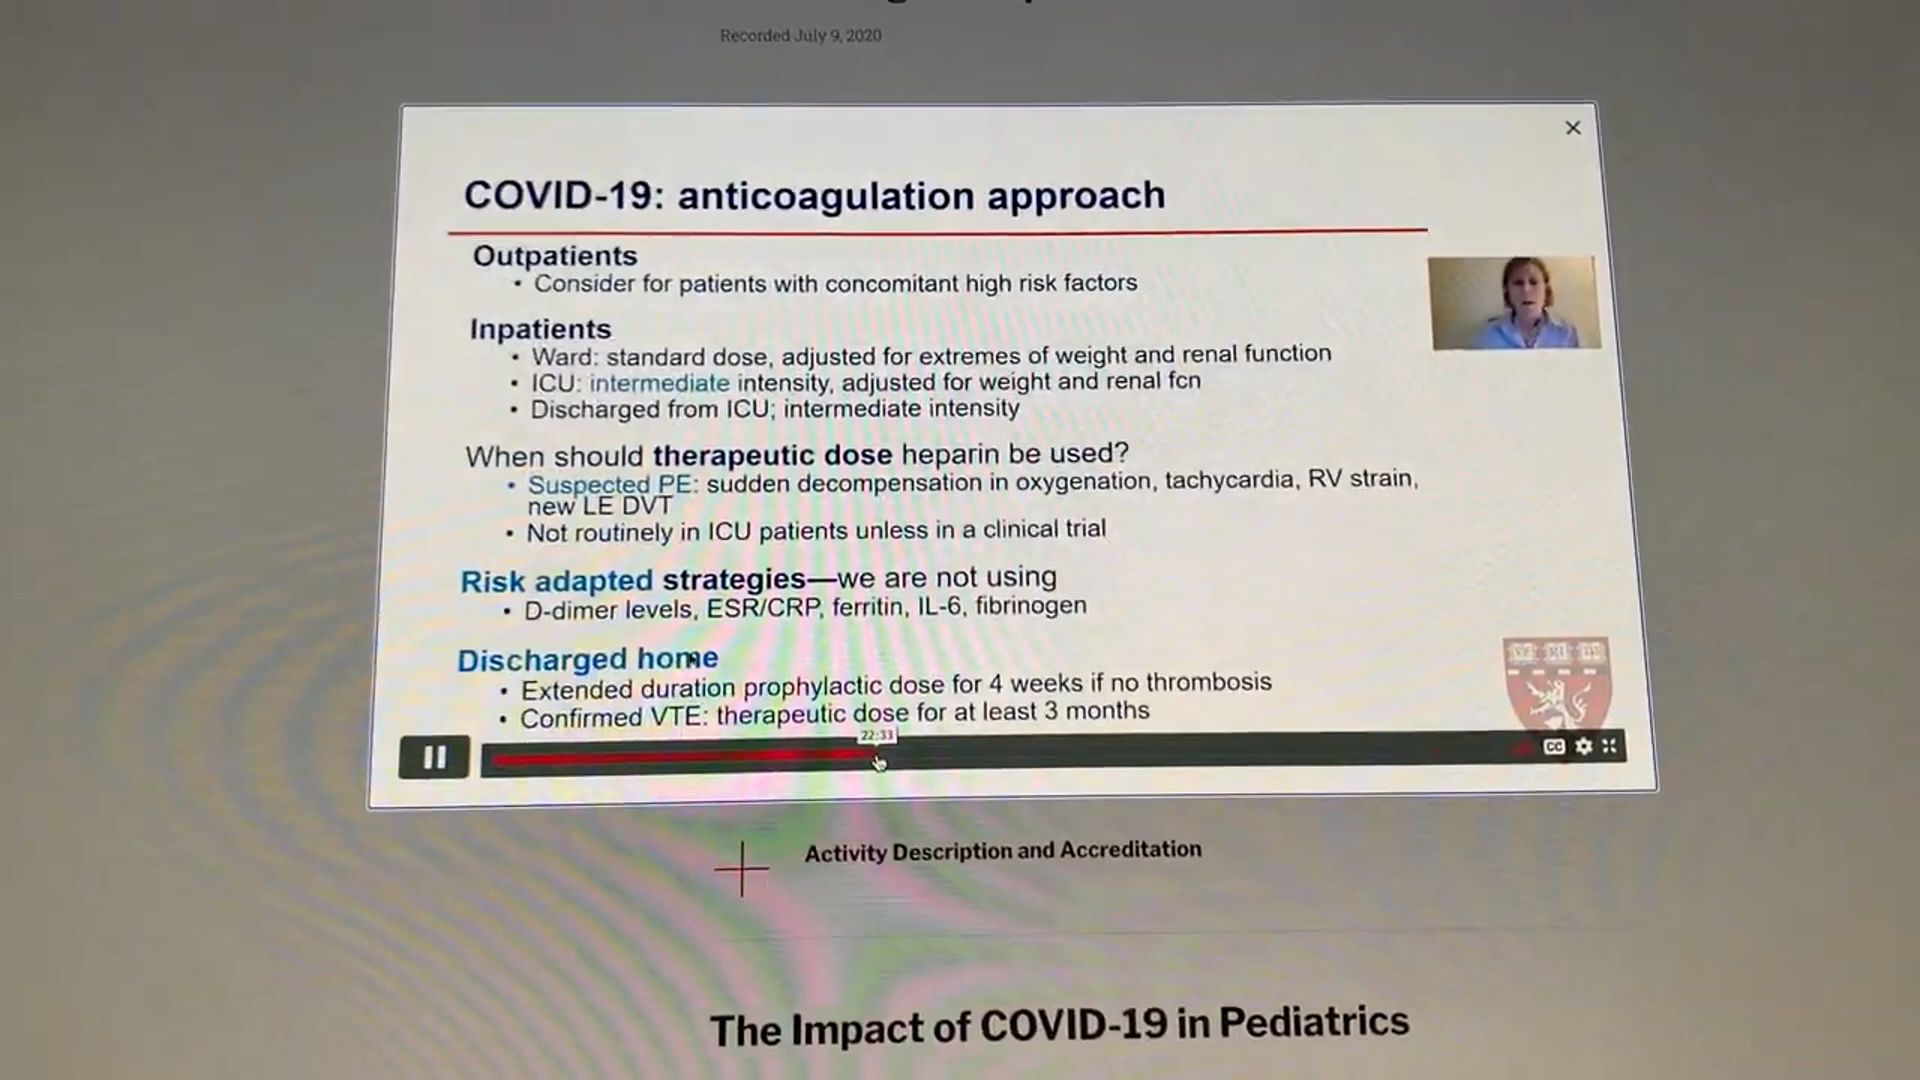 Recorded July 9, 2020
COVID-19: anticoagulation approach
Outpatients
• Consider for patients with concomitant high risk factors
Inpatients
• Ward: standard dose, adjusted for extremes of weight and renal function
• ICU: intermediate intensity, adjusted for weight and renal fcn
• Discharged from ICU; intermediate intensity
When should therapeutic dose heparin be used?
• Suspected PE: sudden decompensation in oxygenation, tachycardia, RV strain,
new LE DVT
• Not routinely in ICU patients unless in a clinical trial
Risk adapted strategies—we are not using
• D-dimer levels, ESR/CRP, ferritin, IL-6, fibrinogen
Discharged home
• Extended duration prophylactic dose for 4 weeks if no thrombosis
• Confirmed VTE: therapeutic dose for at least 3 months
22:33
CC
Activity Description and Accreditation
The Impact of COVID-19 in Pediatrics